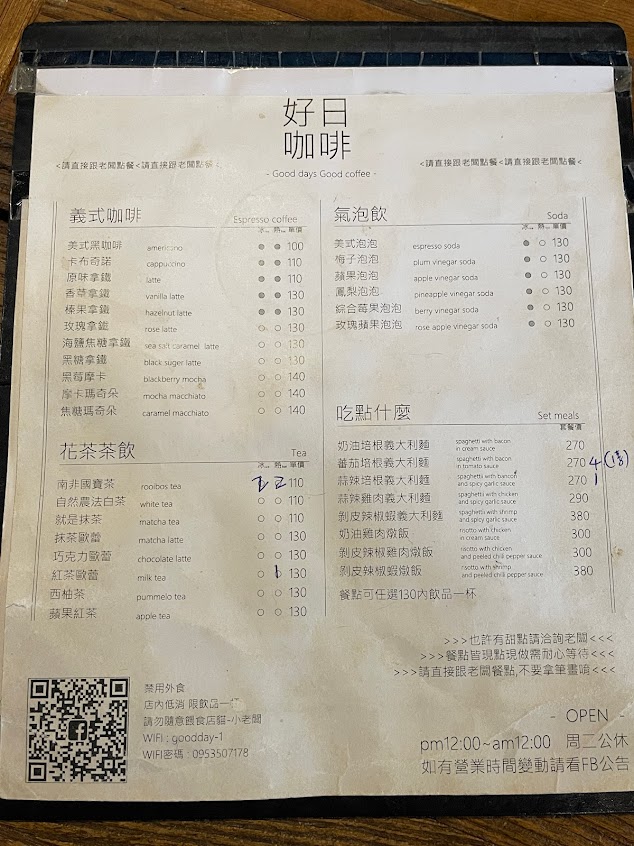 好日
咖啡
- Good days Good coffee -
<請直接跟老闆點餐<請直接跟老闆點餐<
<請直接跟老闆點餐<請直接跟老闆點餐<
義式咖啡 Espresso coffee
冰 熱 單價
美式黑咖啡 americano ● ● 100
卡布奇諾 cappuccino ● ● 110
原味拿鐵 latte ● ● 110
香草拿鐵 vanilla latte ● ● 130
榛果拿鐵 hazelnut latte ● ● 130
玫瑰拿鐵 rose latte ○ ○ 130
海鹽焦糖拿鐵 sea salt caramel latte ○ ○ 130
黑糖拿鐵 black suger latte ○ ○ 130
黑莓摩卡 blackberry mocha ○ ○ 140
摩卡瑪奇朵 mocha macchiato ○ ○ 140
焦糖瑪奇朵 caramel macchiato ○ ○ 140
花茶茶飲 Tea
冰 熱 單價
南非國寶茶 rooibos tea 110
自然農法白茶 white tea ○ ○ 110
就是抹茶 matcha tea ○ ○ 110
抹茶歐蕾 matcha latte ○ ○ 130
巧克力歐蕾 chocolate latte ○ ○ 130
紅茶歐蕾 milk tea ○ 130
西柚茶 pummelo tea ○ ○ 130
蘋果紅茶 apple tea ○ ○ 130
氣泡飲 Soda
冰 熱 單價
美式泡泡 espresso soda ● ○ 130
梅子泡泡 plum vinegar soda ● ○ 130
蘋果泡泡 apple vinegar soda ● ○ 130
鳳梨泡泡 pineapple vinegar soda ● ○ 130
綜合莓果泡泡 berry vinegar soda ● ○ 130
玫瑰蘋果泡泡 rose apple vinegar soda ● ○ 130
吃點什麼 Set meals
套餐價
奶油培根義大利麵 spaghetti with bacon in cream sauce 270
蕃茄培根義大利麵 spaghetti with bacon in tomato sauce 270 4
蒜辣培根義大利麵 spaghetti with bancon and spicy garlic sauce 270 1
蒜辣雞肉義大利麵 spaghetti with chicken and spicy garlic sauce 290
剝皮辣椒蝦義大利麵 spaghetti with shrimp and spicy garlic sauce 380
奶油雞肉燉飯 risotto with chicken in cream sauce 300
剝皮辣椒雞肉燉飯 risotto with chicken and peeled chili pepper sauce 300
剝皮辣椒蝦燉飯 risotto with shrimp and peeled chili pepper sauce 380
餐點可任選130內飲品一杯
>>>也許有甜點請洽詢老闆<<<
>>>餐點皆現點現做需耐心等待<<<
>>>請直接跟老闆餐點,不要拿筆畫唷<<<
禁用外食
店內低消 限飲品一杯
請勿隨意餵食店貓-小老闆
WIFI : goodday-1
WIFI密碼 : 0953507178
- OPEN -
pm12:00~am12:00 周二公休
如有營業時間變動請看FB公告